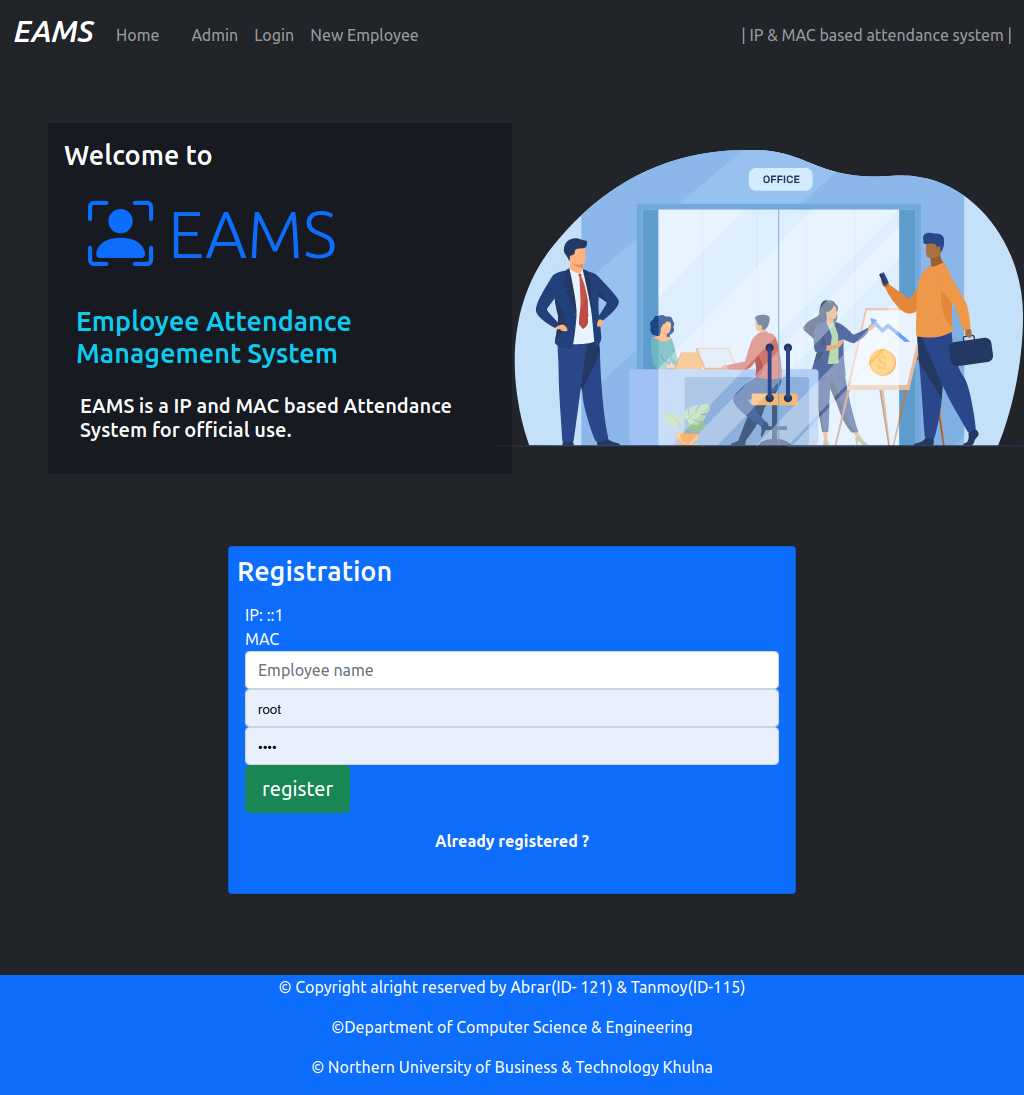 EAMS Home Admin Login New Employee | IP & MAC based attendance system |
Welcome to
EAMS
Employee Attendance
Management System
EAMS is a IP and MAC based Attendance
System for official use.
OFFICE
Registration
IP: ::1
MAC
Employee name
root
••••
register
Already registered ?
© Copyright alright reserved by Abrar(ID- 121) & Tanmoy(ID-115)
©Department of Computer Science & Engineering
© Northern University of Business & Technology Khulna